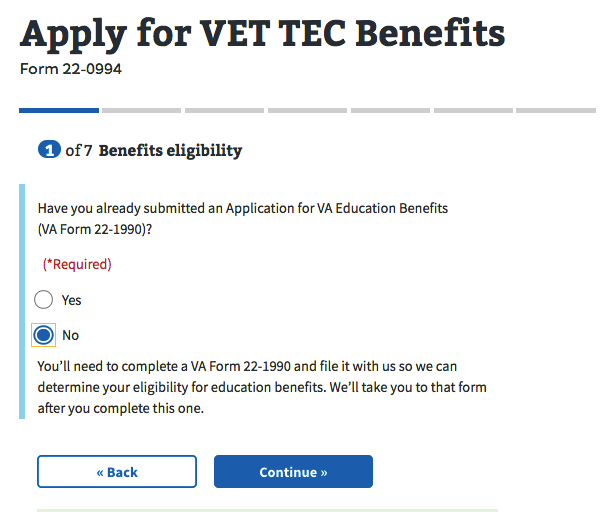 Apply for VET TEC Benefits
Form 22-0994
1 of 7 Benefits eligibility
Have you already submitted an Application for VA Education Benefits
(VA Form 22-1990)?
(*Required)
Yes
No
You’ll need to complete a VA Form 22-1990 and file it with us so we can
determine your eligibility for education benefits. We’ll take you to that form
after you complete this one.
« Back
Continue »